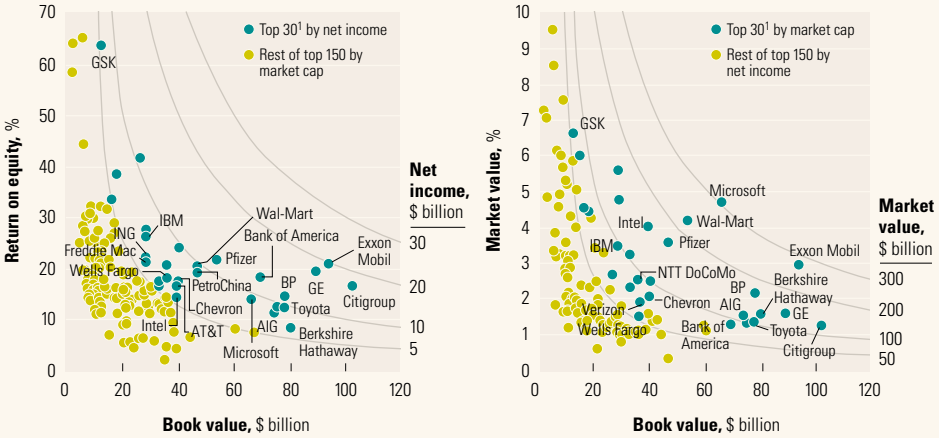 Return on equity, %
70
60
50
40
30
20
10
0
0
20
40
60
80
100
120
Book value, $ billion
Top 30¹ by net income
Rest of top 150 by
market cap
GSK
ING
IBM
Freddie Mac
Wells Fargo
Intel
AT&T
Chevron
PetroChina
Wal-Mart
Pfizer
Bank of America
Microsoft
AIG
BP
Toyota
Berkshire
Hathaway
GE
Exxon
Mobil
Citigroup
Net
income,
$ billion
30
20
10
5
Market value, %
10
9
8
7
6
5
4
3
2
1
0
0
20
40
60
80
100
120
Book value, $ billion
Top 30¹ by market cap
Rest of top 150 by
net income
GSK
Intel
IBM
Microsoft
Wal-Mart
Pfizer
NTT DoCoMo
Verizon
Chevron
Wells Fargo
Bank of
America
AIG
BP
Exxon Mobil
Berkshire
Hathaway
GE
Toyota
Citigroup
Market
value,
$ billion
300
200
100
50